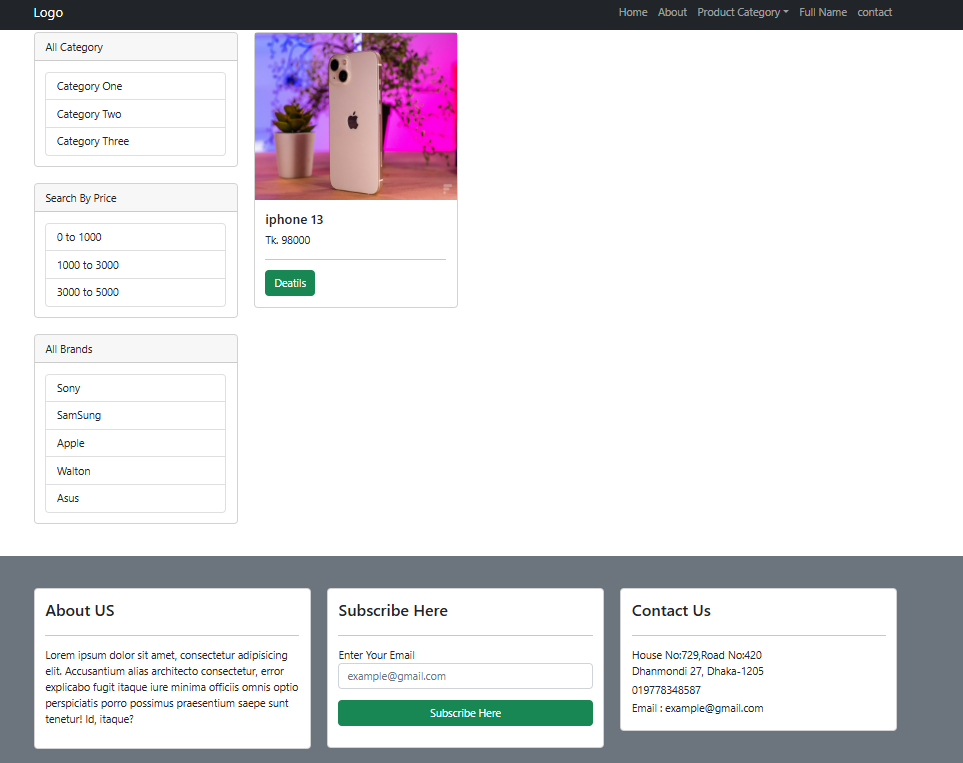 Logo
Home About Product Category Full Name contact
All Category
Category One
Category Two
Category Three
Search By Price
0 to 1000
1000 to 3000
3000 to 5000
All Brands
Sony
SamSung
Apple
Walton
Asus
iphone 13
Tk. 98000
Deatils
About US
Lorem ipsum dolor sit amet, consectetur adipisicing
elit. Accusantium alias architecto consectetur, error
explicabo fugit itaque iure minima officiis omnis optio
perspiciatis porro possimus praesentium saepe sunt
tenetur! Id, itaque?
Subscribe Here
Enter Your Email
example@gmail.com
Subscribe Here
Contact Us
House No:729,Road No:420
Dhanmondi 27, Dhaka-1205
019778348587
Email : example@gmail.com